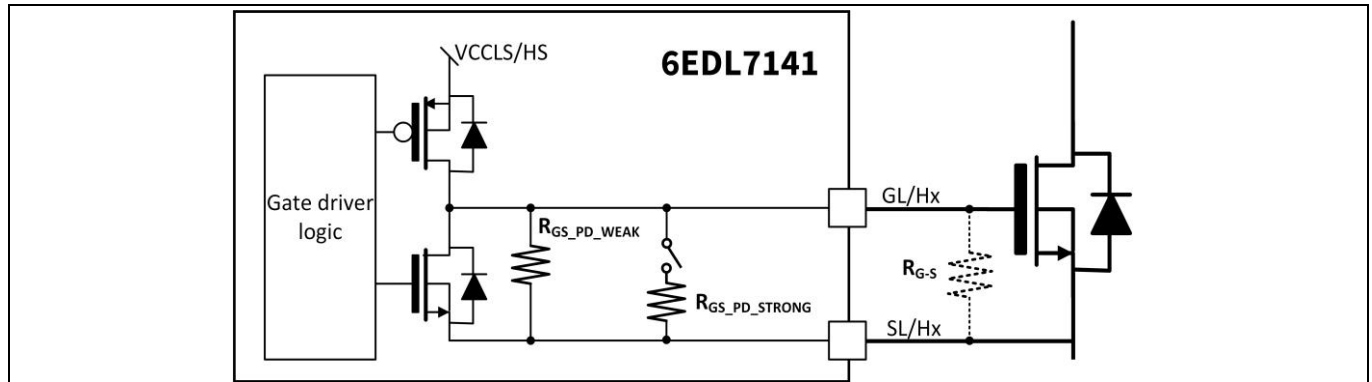 VCCLS/HS
6EDL7141
Gate driver
logic
GL/Hx
RGS_PD_WEAK
RG-S
RGS_PD_STRONG
SL/Hx